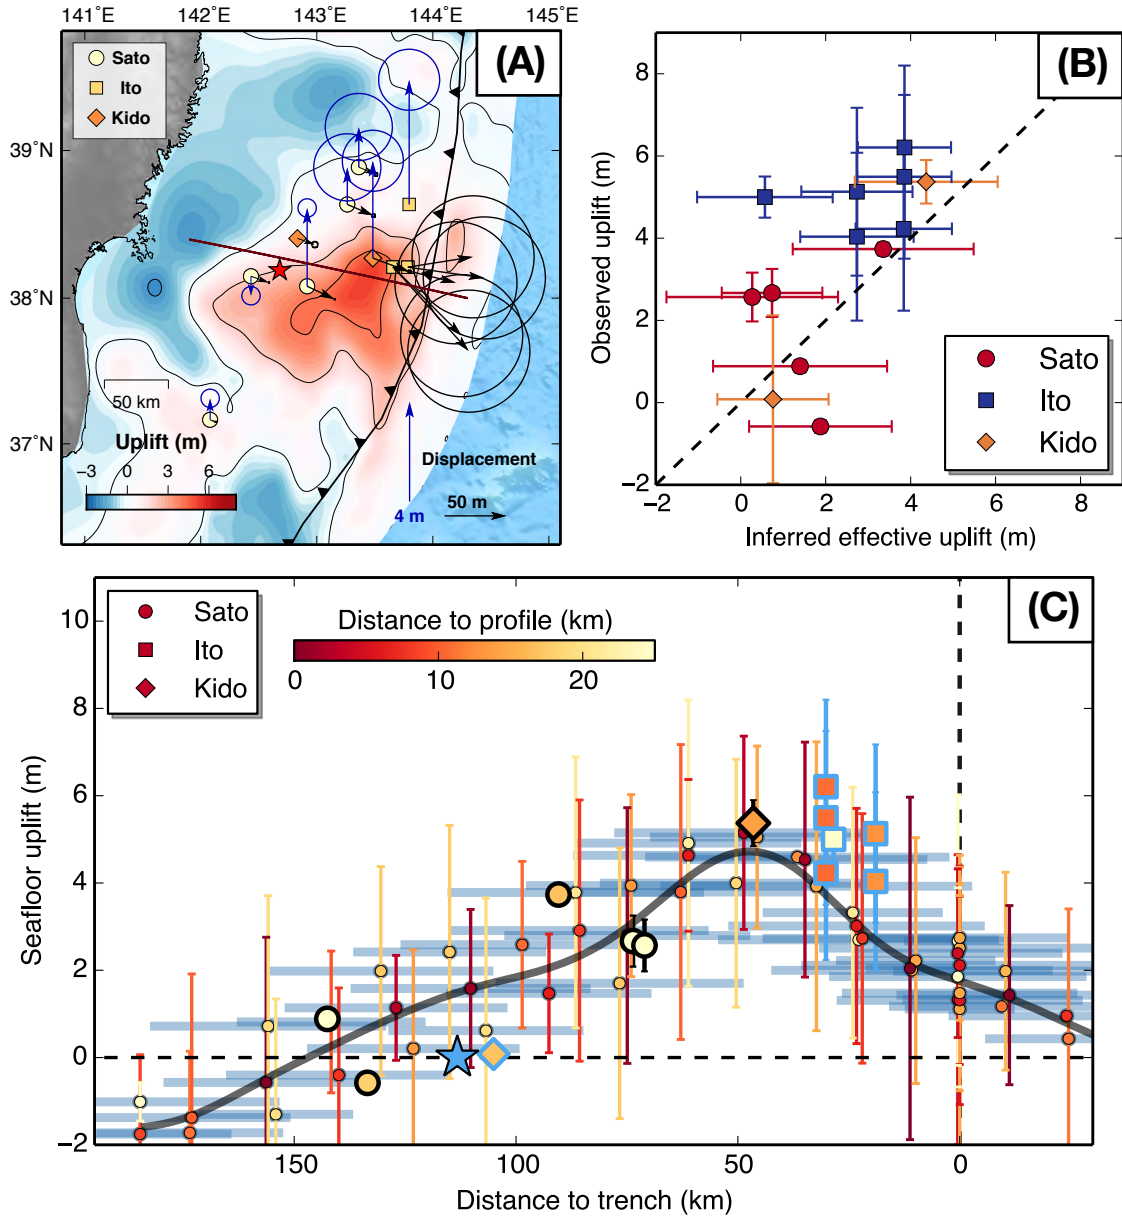 141°E 142°E 143°E 144°E 145°E
(A)
Sato
Ito
Kido
39°N
38°N
37°N
50 km
Uplift (m)
−3 0 3 6
Displacement
50 m
4 m
(B)
8
6
4
2
0
−2
Observed uplift (m)
−2 0 2 4 6 8
Inferred effective uplift (m)
Sato
Ito
Kido
(C)
Sato
Ito
Kido
Distance to profile (km)
0 10 20
10
8
6
4
2
0
−2
Seafloor uplift (m)
150 100 50 0
Distance to trench (km)